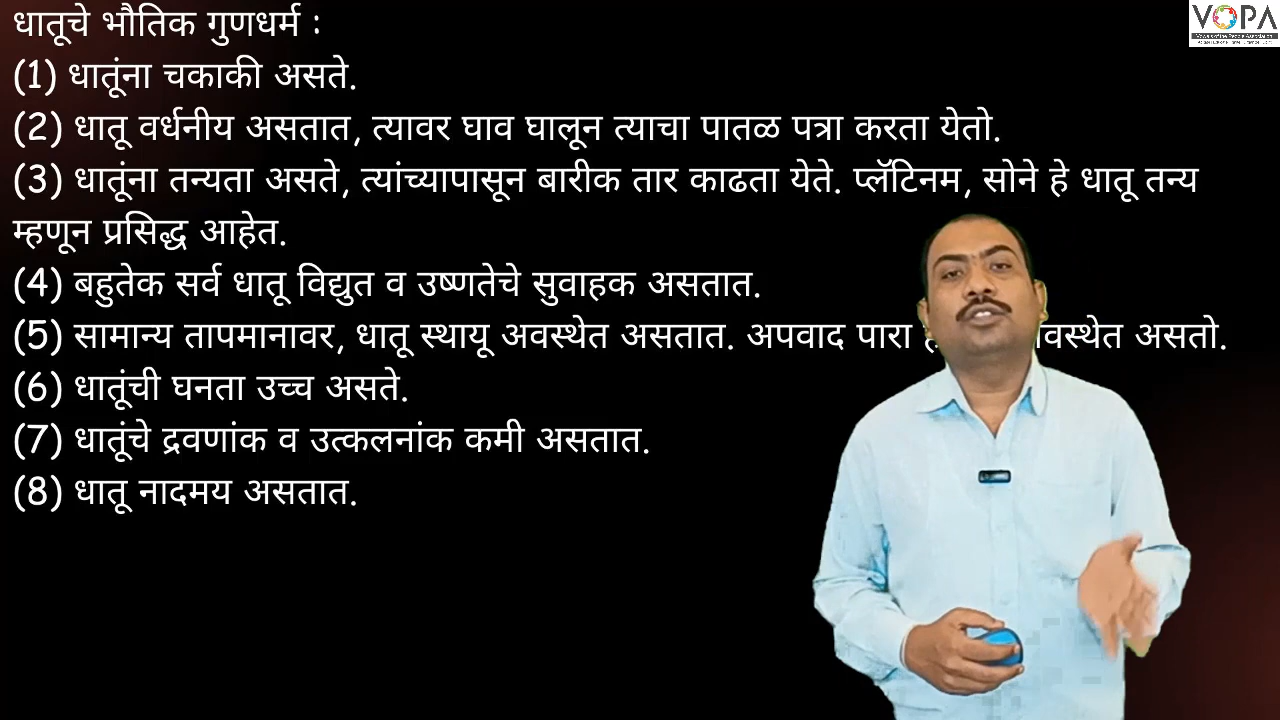 धातूचे भौतिक गुणधर्म :
(1) धातूंना चकाकी असते.
(2) धातू वर्धनीय असतात, त्यावर घाव घालून त्याचा पातळ पत्रा करता येतो.
(3) धातूंना तन्यता असते, त्यांच्यापासून बारीक तार काढता येते. प्लॅटिनम, सोने हे धातू तन्य
म्हणून प्रसिद्ध आहेत.
(4) बहुतेक सर्व धातू विद्युत व उष्णतेचे सुवाहक असतात.
(5) सामान्य तापमानावर, धातू स्थायू अवस्थेत असतात. अपवाद पारा असतो.
(6) धातूंची घनता उच्च असते.
(7) धातूंचे द्रवणांक व उत्कलनांक कमी असतात.
(8) धातू नादमय असतात.
VOPA